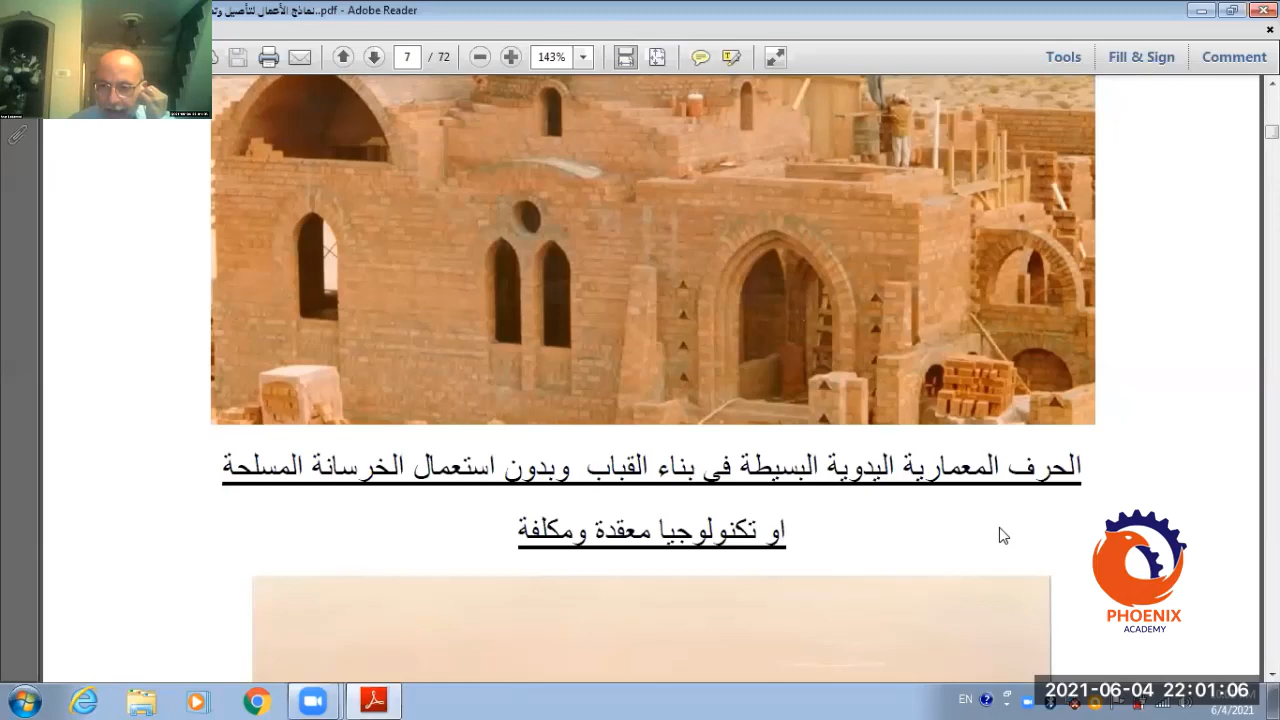 نماذج الأعمال لتأصيل وتم..pdf - Adobe Reader
7 / 72
143%
Tools
Fill & Sign
Comment
الحرف المعمارية اليدوية البسيطة في بناء القباب وبدون استعمال الخرسانة المسلحة
او تكنولوجيا معقدة ومكلفة
PHOENIX
ACADEMY
EN
2021-06-04 22:01:06
6/4/2021